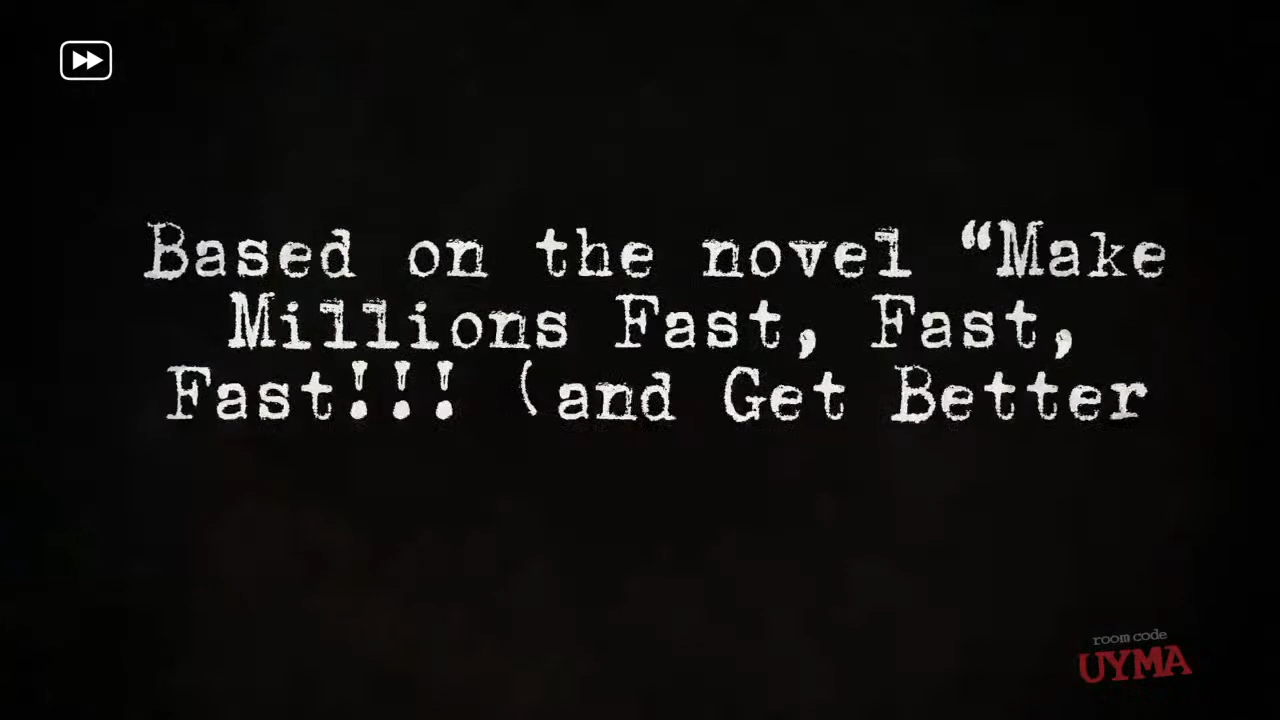 Based on the novel “Make
Millions Fast, Fast,
Fast!!! (and Get Better
room code
UYMA